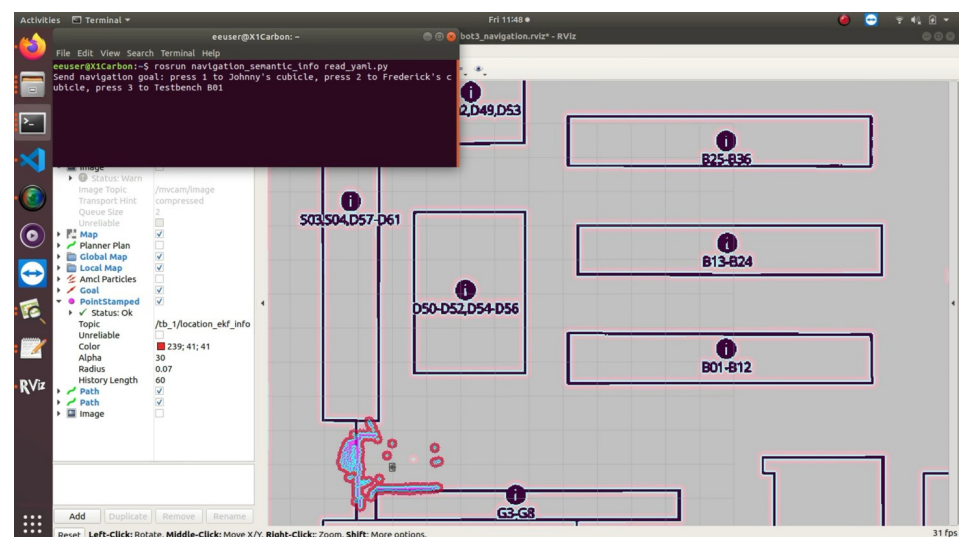 Activities
Terminal
Fri 11:48
eeuser@X1Carbon: ~
bot3_navigation.rviz* - RViz
File Edit View Search Terminal Help
eeuser@X1Carbon:~$ rosrun navigation_semantic_info read_yaml.py
Send navigation goal: press 1 to Johnny's cubicle, press 2 to Frederick's c
ubicle, press 3 to Testbench B01
2,D49,D53
B25-B36
Image
Status: Warn
Image Topic /mvcam/image
Transport Hint compressed
Queue Size 2
Unreliable
Map
Planner Plan
Global Map
Local Map
Amcl Particles
Goal
PointStamped
Status: Ok
Topic /tb_1/location_ekf_info
Unreliable
Color 239; 41; 41
Alpha 30
Radius 0.07
History Length 60
Path
Path
Image
S03,S04,D57-D61
B13-B24
D50-D52,D54-D56
B01-B12
G3-G8
RViz
Add Duplicate Remove Rename
Reset Left-Click: Rotate. Middle-Click: Move X/Y. Right-Click:: Zoom. Shift: More options.
31 fps